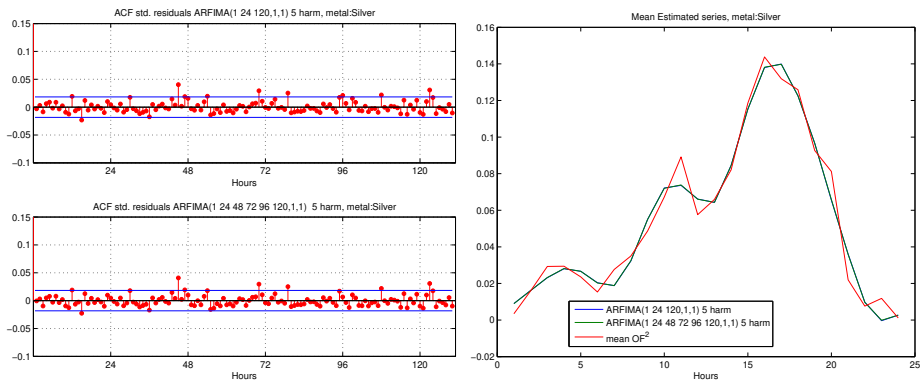 ACF std. residuals ARFIMA(1 24 120,1,1) 5 harm, metal:Silver
0.15
0.1
0.05
0
−0.05
−0.1
24 48 72 96 120
Hours
ACF std. residuals ARFIMA(1 24 48 72 96 120,1,1) 5 harm, metal:Silver
0.15
0.1
0.05
0
−0.05
−0.1
24 48 72 96 120
Hours
Mean Estimated series, metal:Silver
0.16
0.14
0.12
0.1
0.08
0.06
0.04
0.02
0
−0.02
0 5 10 15 20 25
Hours
ARFIMA(1 24 120,1,1) 5 harm
ARFIMA(1 24 48 72 96 120,1,1) 5 harm
mean OF²